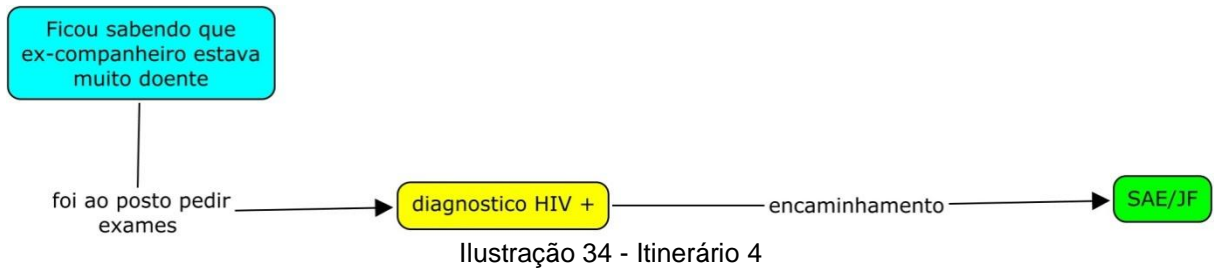 Ficou sabendo que
ex-companheiro estava
muito doente
foi ao posto pedir
exames
diagnostico HIV +
encaminhamento
SAE/JF
Ilustração 34 - Itinerário 4